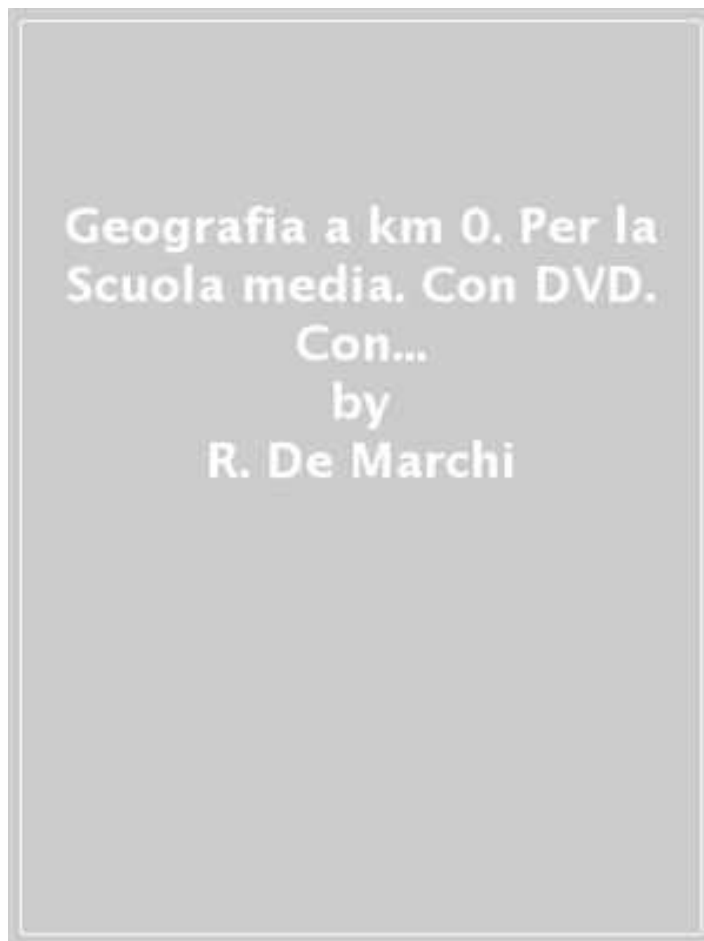 Geografia a km 0. Per la
Scuola media. Con DVD.
Con...
by
R. De Marchi